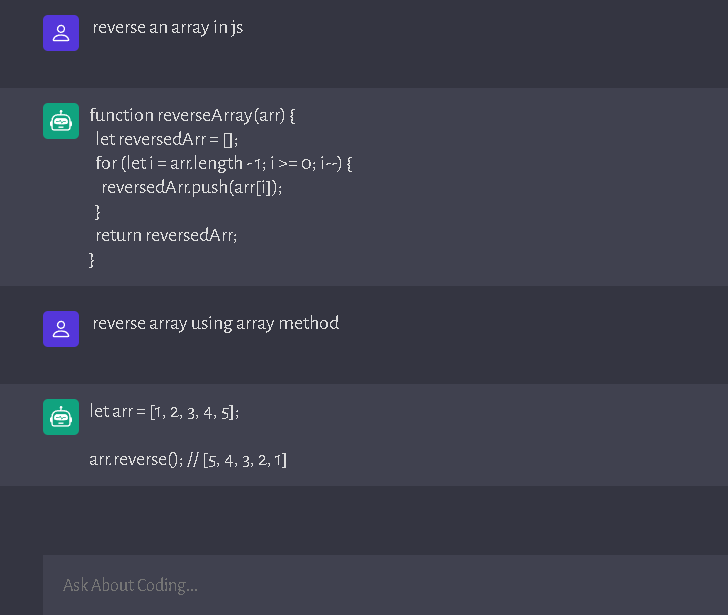 reverse an array in js
function reverseArray(arr) {
let reversedArr = [];
for (let i = arr.length -1; i >= 0; i--) {
reversedArr.push(arr[i]);
}
return reversedArr;
}
reverse array using array method
let arr = [1, 2, 3, 4, 5];
arr.reverse(); // [5, 4, 3, 2, 1]
Ask About Coding...